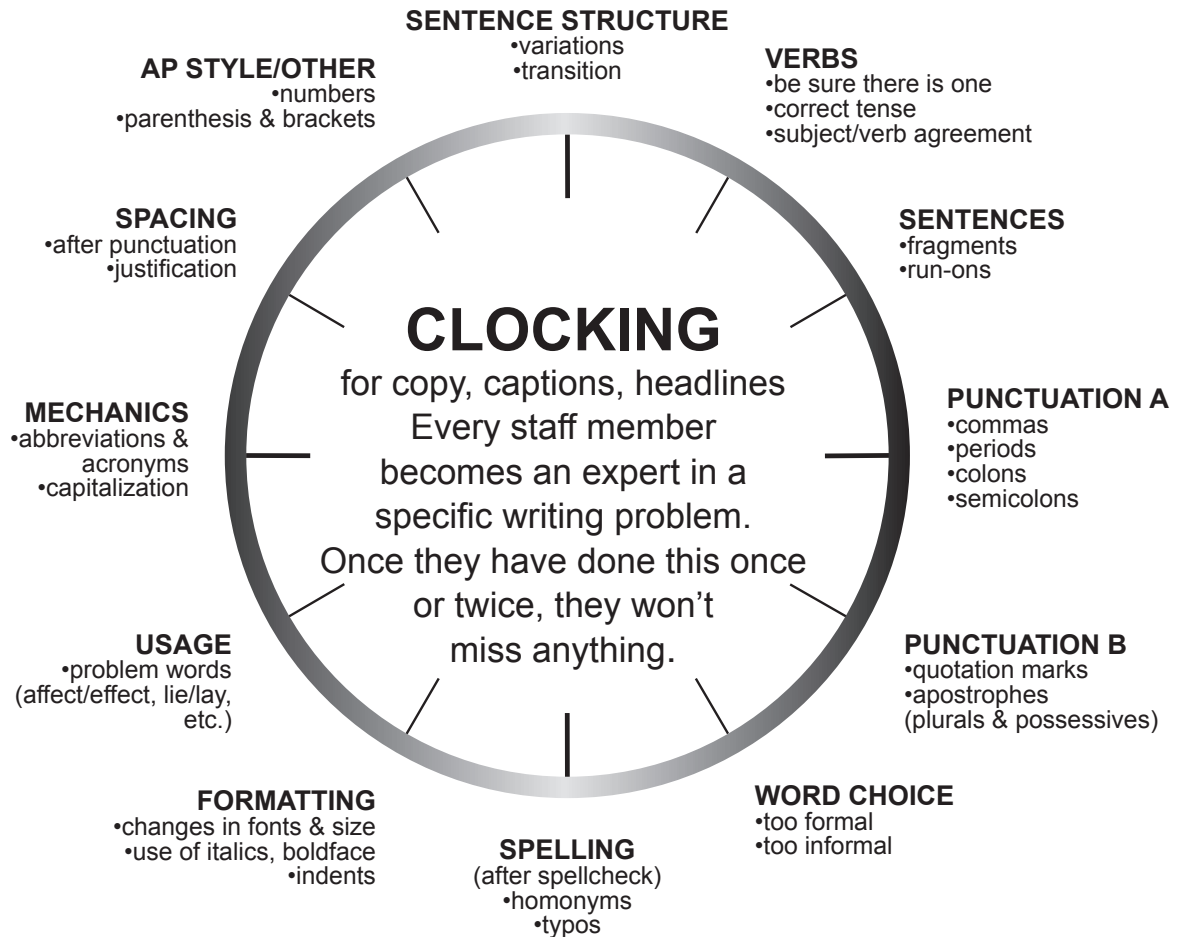 SENTENCE STRUCTURE
•variations
•transition
VERBS
•be sure there is one
•correct tense
•subject/verb agreement
SENTENCES
•fragments
•run-ons
PUNCTUATION A
•commas
•periods
•colons
•semicolons
PUNCTUATION B
•quotation marks
•apostrophes
(plurals & possessives)
WORD CHOICE
•too formal
•too informal
SPELLING
(after spellcheck)
•homonyms
•typos
FORMATTING
•changes in fonts & size
•use of italics, boldface
•indents
USAGE
•problem words
(affect/effect, lie/lay,
etc.)
MECHANICS
•abbreviations &
acronyms
•capitalization
SPACING
•after punctuation
•justification
AP STYLE/OTHER
•numbers
•parenthesis & brackets
CLOCKING
for copy, captions, headlines
Every staff member
becomes an expert in a
specific writing problem.
Once they have done this once
or twice, they won't
miss anything.